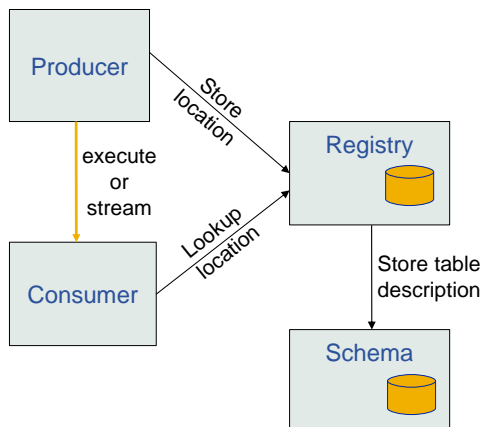 Producer
Store
location
Registry
execute
or
stream
Lookup
location
Consumer
Store table
description
Schema